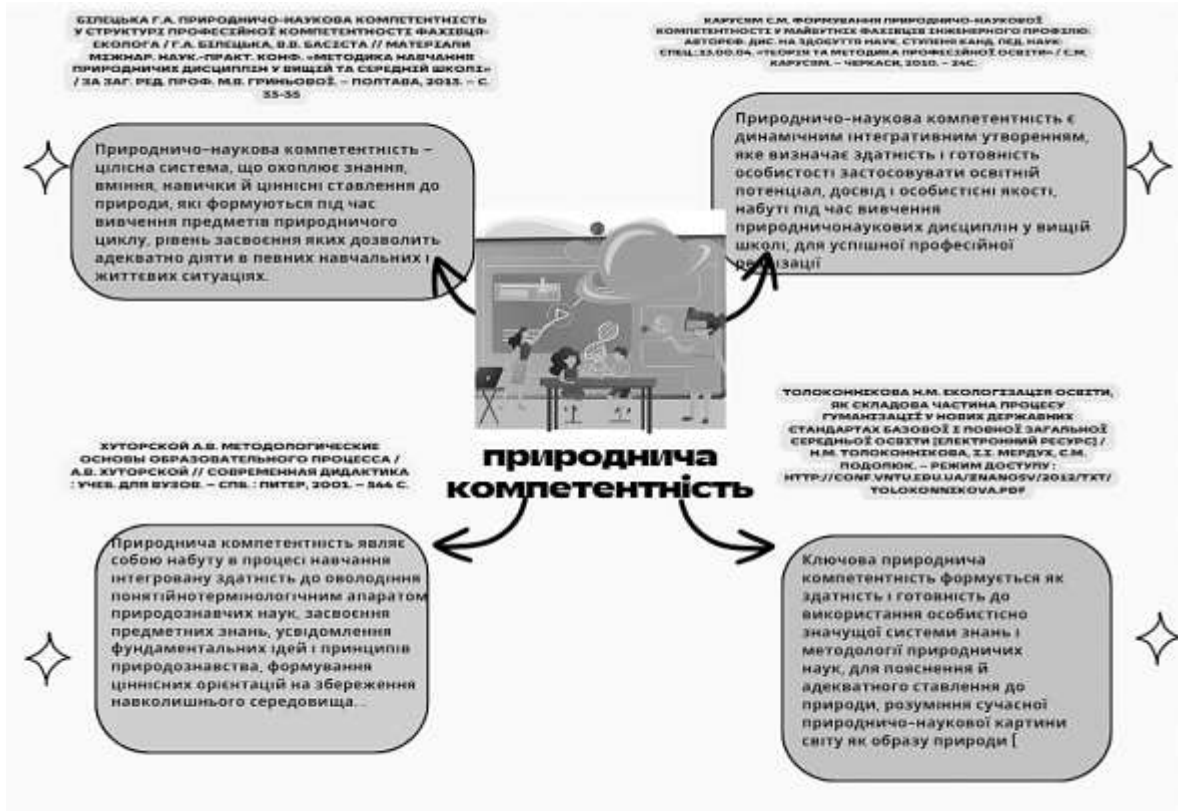 БІЛЕЦЬКА Г.А. ПРИРОДНИЧО-НАУКОВА КОМПЕТЕНТНІСТЬ
У СТРУКТУРІ ПРОФЕСІЙНОЇ КОМПЕТЕНТНОСТІ ФАХІВЦЯ-
ЕКОЛОГА / Г.А. БІЛЕЦЬКА, В.В. БАСІСТА // МАТЕРІАЛИ
МІЖНАР. НАУК.-ПРАКТ. КОНФ. «МЕТОДИКА НАВЧАННЯ
ПРИРОДНИЧИХ ДИСЦИПЛІН У ВИЩІЙ ТА СЕРЕДНІЙ ШКОЛІ»
/ ЗА ЗАГ. РЕД. ПРОФ. М.В. ГРИНЬОВОЇ. – ПОЛТАВА, 2013. – С.
33-35
Природничо-наукова компетентність –
цілісна система, що охоплює знання,
вміння, навички й ціннісні ставлення до
природи, які формуються під час
вивчення предметів природничого
циклу, рівень засвоєння яких дозволить
адекватно діяти в певних навчальних і
життєвих ситуаціях.
КАРУСЯМ С.М. ФОРМУВАННЯ ПРИРОДНИЧО-НАУКОВОЇ
КОМПЕТЕНТНОСТІ У МАЙБУТНІХ ФАХІВЦІВ ІНЖЕНЕРНОГО ПРОФІЛЮ:
АВТОРЕФ. ДИС. НА ЗДОБУТТЯ НАУК. СТУПЕНЯ КАНД. ПЕД. НАУК:
СПЕЦ.:13.00.04. «ТЕОРІЯ ТА МЕТОДИКА ПРОФЕСІЙНОЇ ОСВІТИ» / С.М.
КАРУСЯМ. – ЧЕРКАСИ, 2010. – 24С.
Природничо-наукова компетентність є
динамічним інтегративним утворенням,
яке визначає здатність і готовність
особистості застосовувати освітній
потенціал, досвід і особистісні якості,
набуті під час вивчення
природничонаукових дисциплін у вищій
школі, для успішної професійної
реалізації
природнича
компетентність
ХУТОРСКОЙ А.В. МЕТОДОЛОГИЧЕСКИЕ
ОСНОВЫ ОБРАЗОВАТЕЛЬНОГО ПРОЦЕССА /
А.В. ХУТОРСКОЙ // СОВРЕМЕННАЯ ДИДАКТИКА
: УЧЕБ. ДЛЯ ВУЗОВ. – СПБ. : ПИТЕР, 2001. – 544 С.
Природнича компетентність являє
собою набуту в процесі навчання
інтегровану здатність до оволодіння
понятійнотермінологічним апаратом
природознавчих наук, засвоєння
предметних знань, усвідомлення
фундаментальних ідей і принципів
природознавства, формування
ціннісних орієнтацій на збереження
навколишнього середовища...
ТОЛОКОННІКОВА Н.М. ЕКОЛОГІЗАЦІЯ ОСВІТИ,
ЯК СКЛАДОВА ЧАСТИНА ПРОЦЕСУ
ГУМАНІЗАЦІЇ У НОВИХ ДЕРЖАВНИХ
СТАНДАРТАХ БАЗОВОЇ І ПОВНОЇ ЗАГАЛЬНОЇ
СЕРЕДНЬОЇ ОСВІТИ [ЕЛЕКТРОННИЙ РЕСУРС] /
Н.М. ТОЛОКОННІКОВА, І.І. МЕРДУХ, С.М.
ПОДОЛЮК. – РЕЖИМ ДОСТУПУ :
HTTP://CONF.VNTU.EDU.UA/ZNANOSV/2012/TXT/
TOLOKONNIKOVA.PDF
Ключова природнича
компетентність формується як
здатність і готовність до
використання особистісно
значущої системи знань і
методології природничих
наук, для пояснення й
адекватного ставлення до
природи, розуміння сучасної
природничо-наукової картини
світу як образу природи [